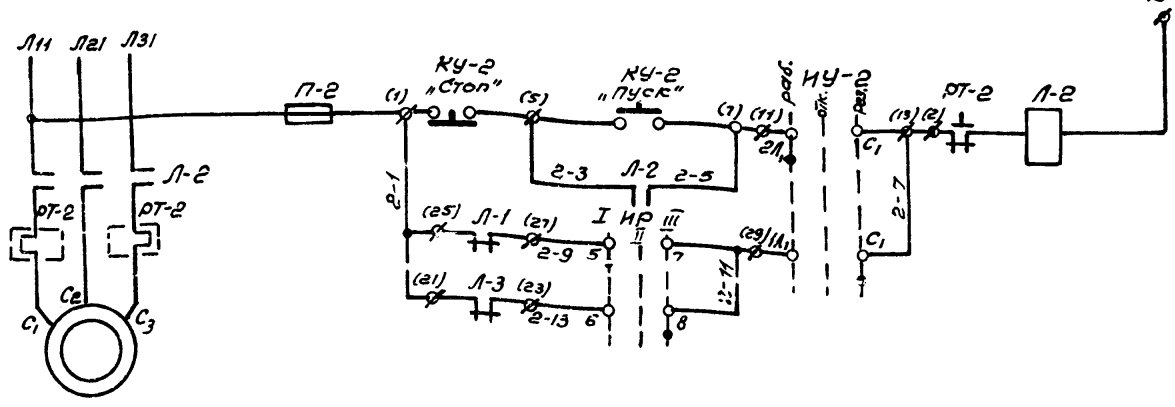 Л11 Л21 Л31
П-2
(1)
КУ-2
„Стоп"
(5)
КУ-2
„Пуск"
(7)
(11)
раб.
ИУ-2
отк.
рез.
(13)
(2)
РТ-2
Л-2
2Л₁
С₁
Л-2
2-3
Л-2
2-5
2-1
2-7
РТ-2
РТ-2
(25)
Л-1
(27)
2-9
I ИР III
II
5
7
(29)
1Л₁
С₁
(21)
Л-3
(23)
2-13
6
8
2-11
С₁
С2
С3